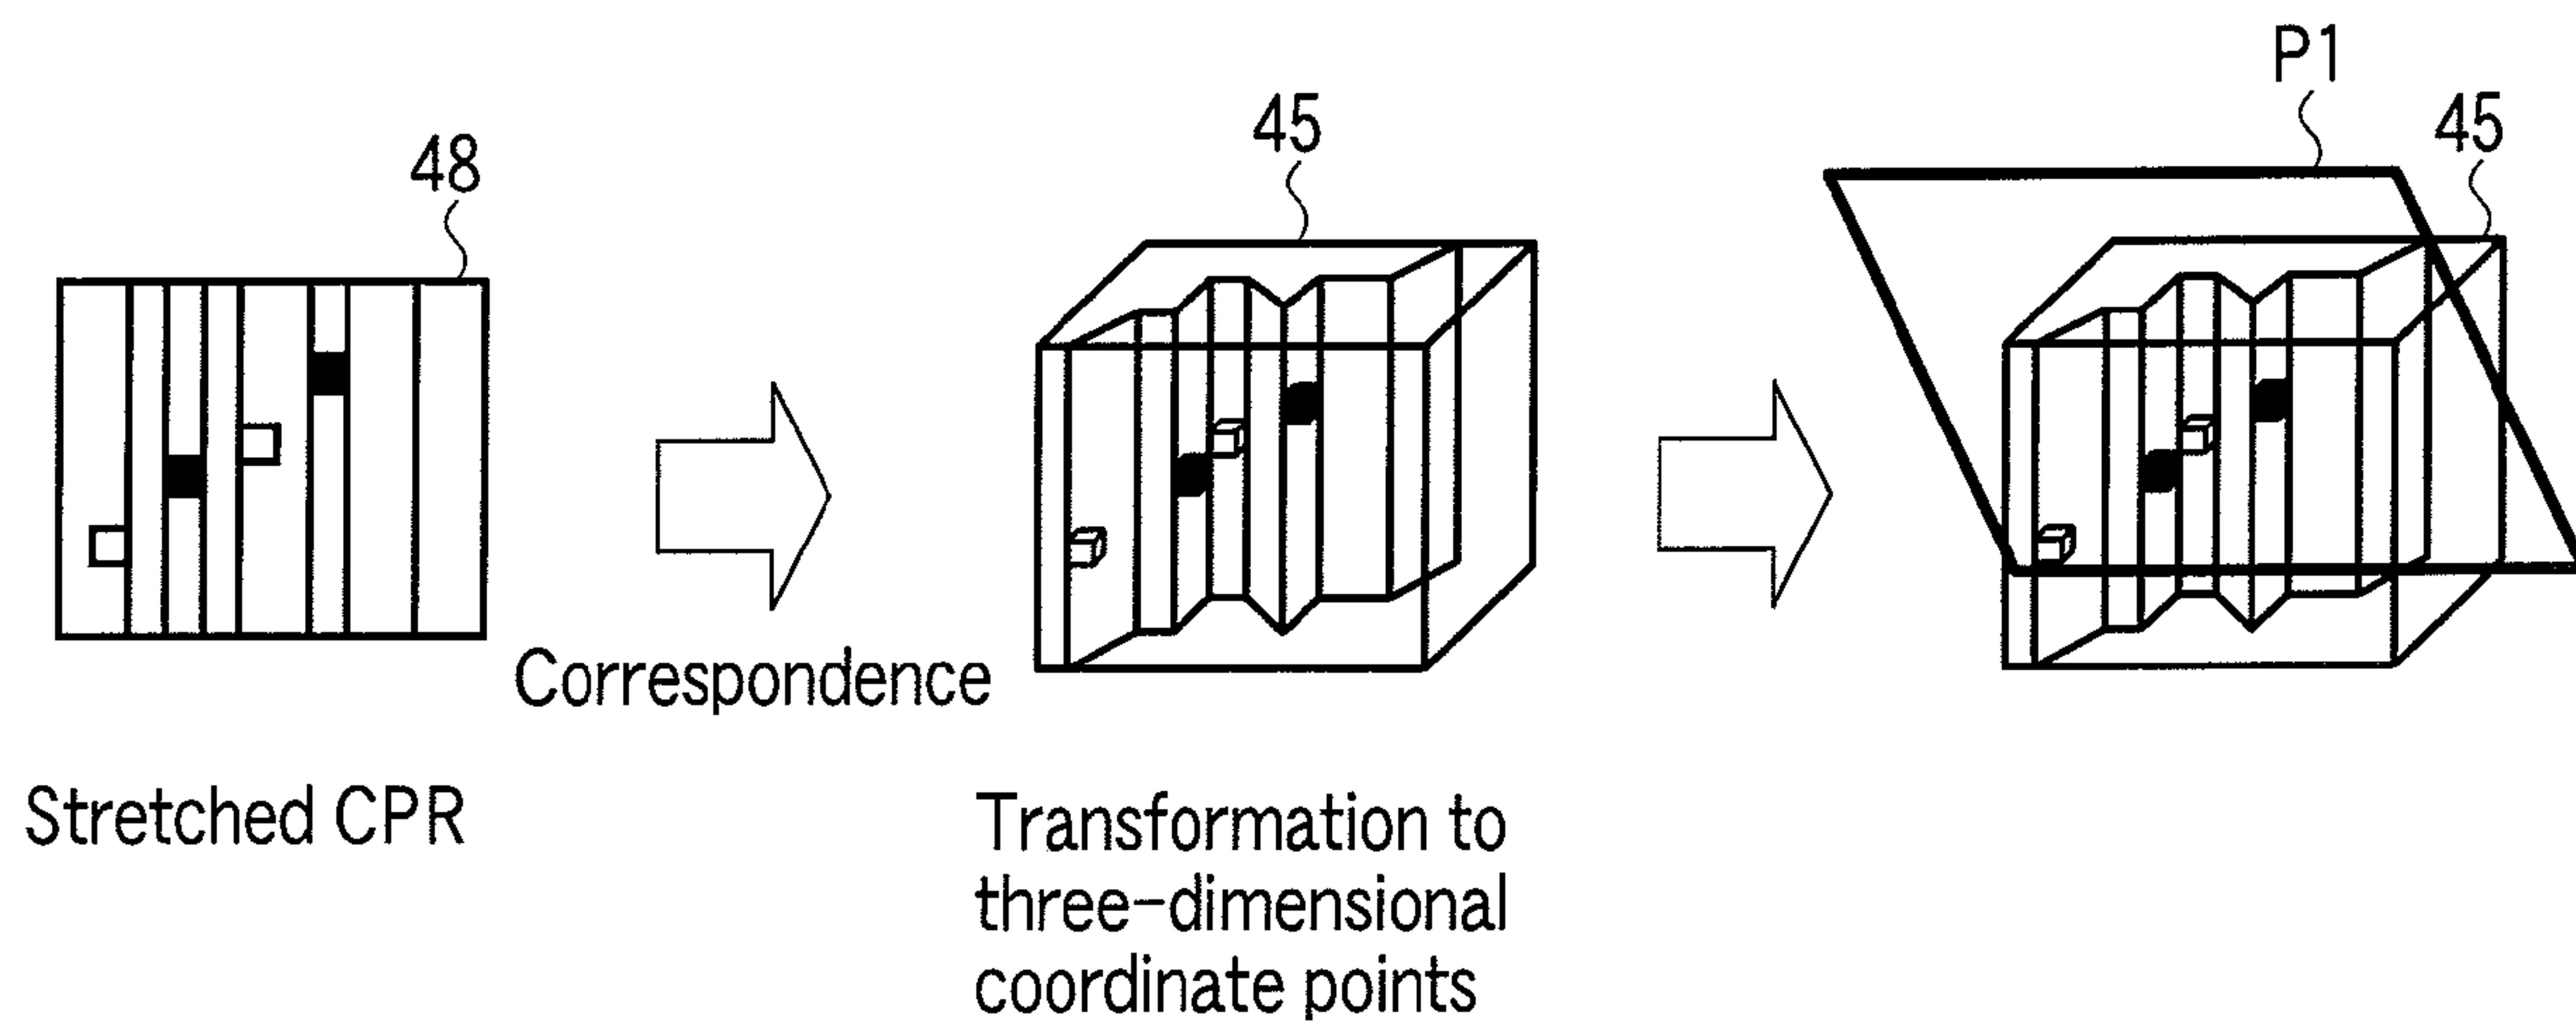 P1
48
45
45
Correspondence
Stretched CPR
Transformation to
three-dimensional
coordinate points